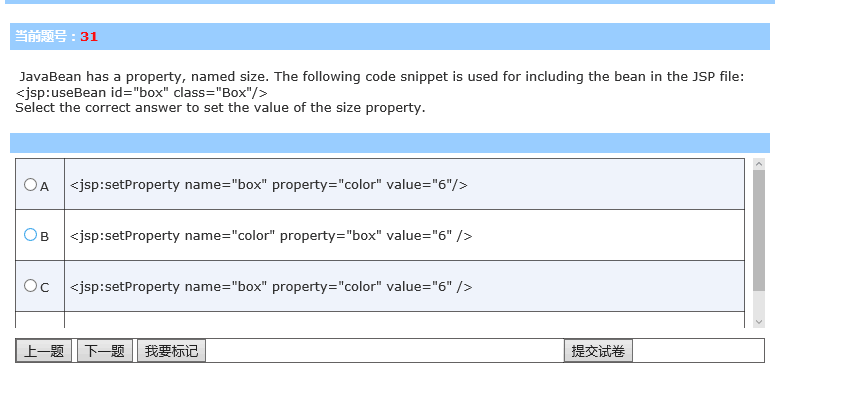 当前题号：31
JavaBean has a property, named size. The following code snippet is used for including the bean in the JSP file:
<jsp:useBean id="box" class="Box"/>
Select the correct answer to set the value of the size property.
A <jsp:setProperty name="box" property="color" value="6"/>
B <jsp:setProperty name="color" property="box" value="6" />
C <jsp:setProperty name="box" property="color" value="6" />
上一题 下一题 我要标记 提交试卷